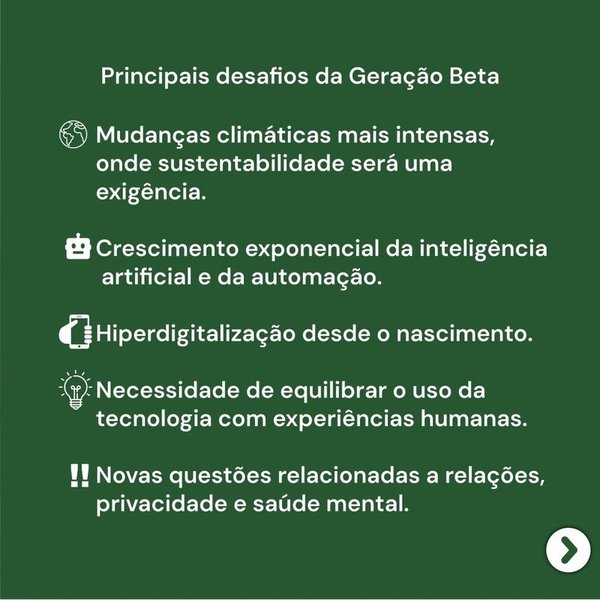 Principais desafios da Geração Beta
Mudanças climáticas mais intensas,
onde sustentabilidade será uma
exigência.
Crescimento exponencial da inteligência
artificial e da automação.
Hiperdigitalização desde o nascimento.
Necessidade de equilibrar o uso da
tecnologia com experiências humanas.
Novas questões relacionadas a relações,
privacidade e saúde mental.